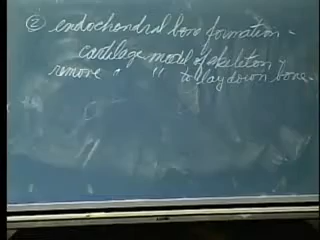 ② endochondral bone formation -
cartilage model of skeleton,
remove " " to lay down bone.